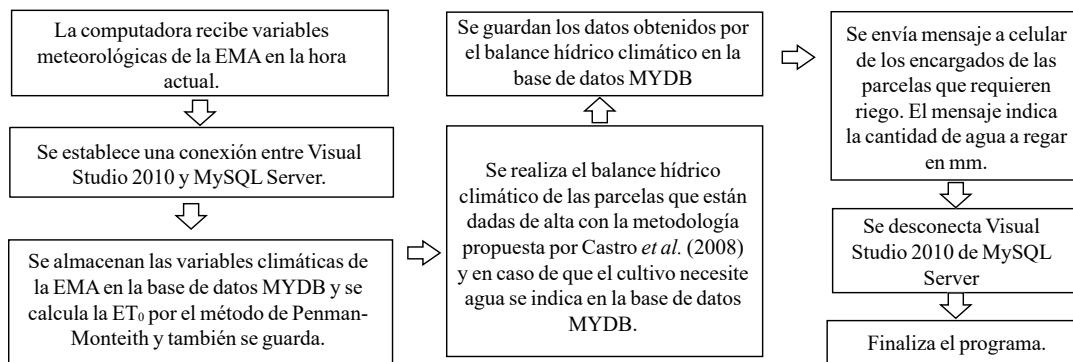 La computadora recibe variables
meteorológicas de la EMA en la hora
actual.
Se establece una conexión entre Visual
Studio 2010 y MySQL Server.
Se almacenan las variables climáticas de
la EMA en la base de datos MYDB y se
calcula la ET₀ por el método de Penman-
Monteith y también se guarda.
Se realiza el balance hídrico
climático de las parcelas que están
dadas de alta con la metodología
propuesta por Castro et al. (2008)
y en caso de que el cultivo necesite
agua se indica en la base de datos
MYDB.
Se guardan los datos obtenidos por
el balance hídrico climático en la
base de datos MYDB
Se envía mensaje a celular
de los encargados de las
parcelas que requieren
riego. El mensaje indica
la cantidad de agua a regar
en mm.
Se desconecta Visual
Studio 2010 de MySQL
Server
Finaliza el programa.